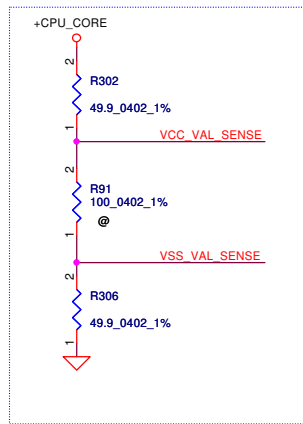 +CPU_CORE
2
R302
49.9_0402_1%
1
VCC_VAL_SENSE
2
R91
100_0402_1%
@
1
VSS_VAL_SENSE
2
R306
49.9_0402_1%
1